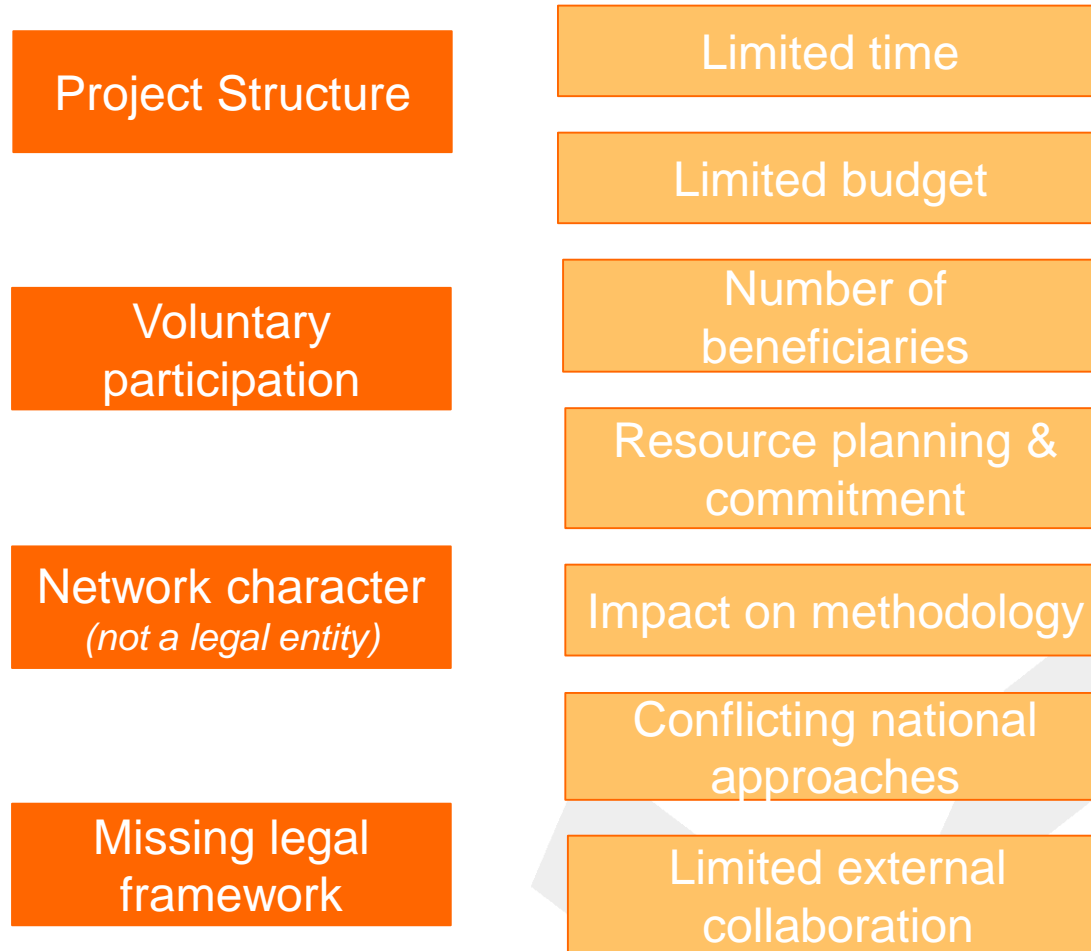 Project Structure
Voluntary
participation
Network character
(not a legal entity)
Missing legal
framework
Limited time
Limited budget
Number of
beneficiaries
Resource planning &
commitment
Impact on methodology
Conflicting national
approaches
Limited external
collaboration